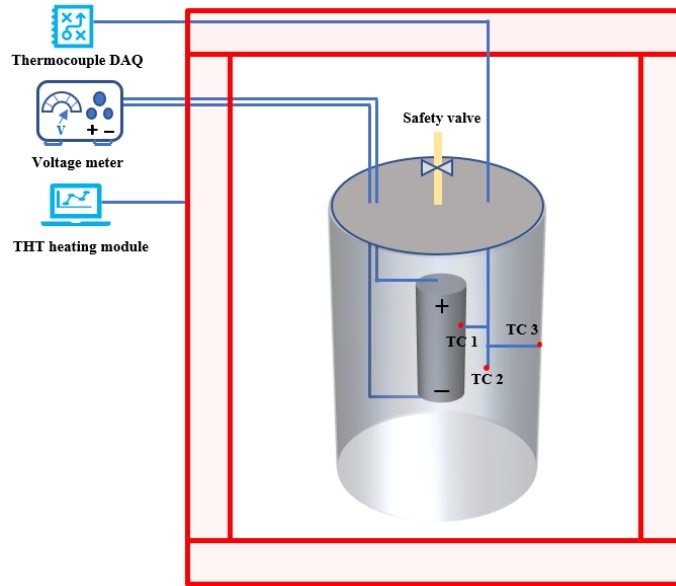 Thermocouple DAQ
V
+ −
Voltage meter
THT heating module
Safety valve
+
TC 1
TC 3
TC 2
−